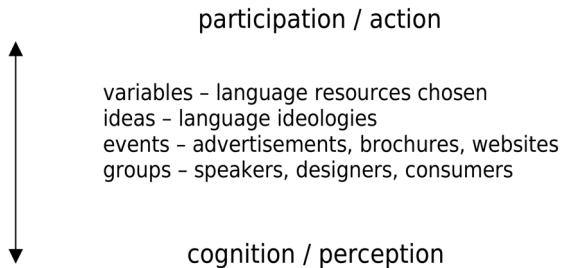 participation / action
variables – language resources chosen
ideas – language ideologies
events – advertisements, brochures, websites
groups – speakers, designers, consumers
cognition / perception